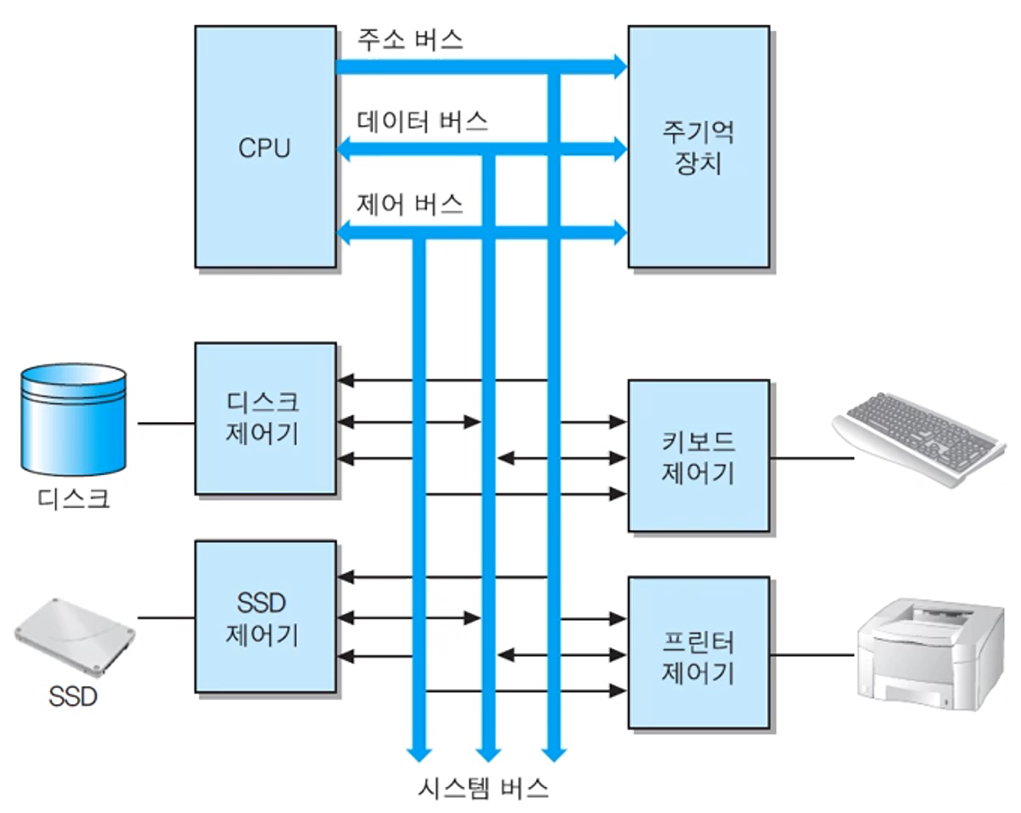 주소 버스
CPU
데이터 버스
주기억
장치
제어 버스
디스크
제어기
키보드
제어기
디스크
SSD
제어기
프린터
제어기
SSD
시스템 버스